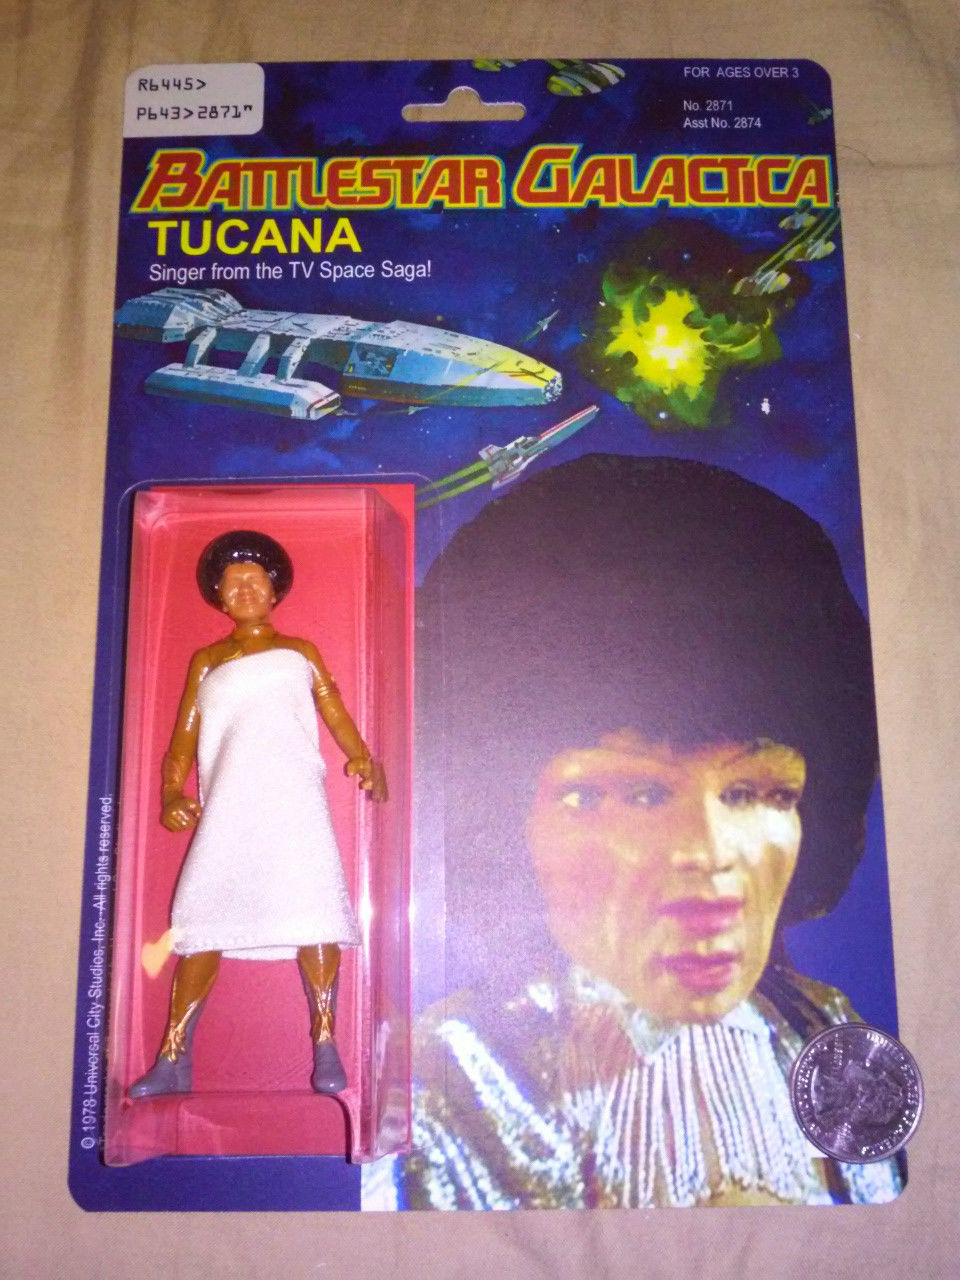 R6445>
P643>2871"
FOR AGES OVER 3
No. 2871
Asst No. 2874
BATTLESTAR GALACTICA
TUCANA
Singer from the TV Space Saga!
© 1978 Universal City Studios, Inc. All rights reserved.